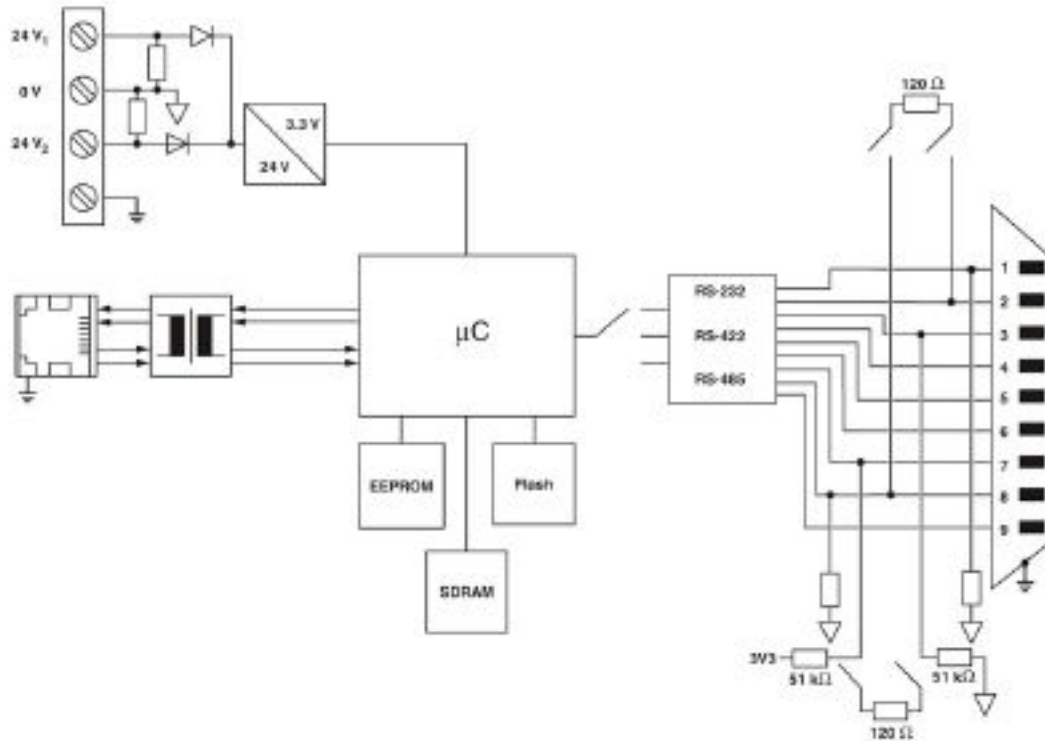 24 V1
0 V
24 V2
3.3 V
24 V
120 Ω
µC
RS-232
RS-422
RS-485
1
2
3
4
5
6
7
8
9
EEPROM
Flash
SDRAM
3V3
51 kΩ
51 kΩ
120 Ω